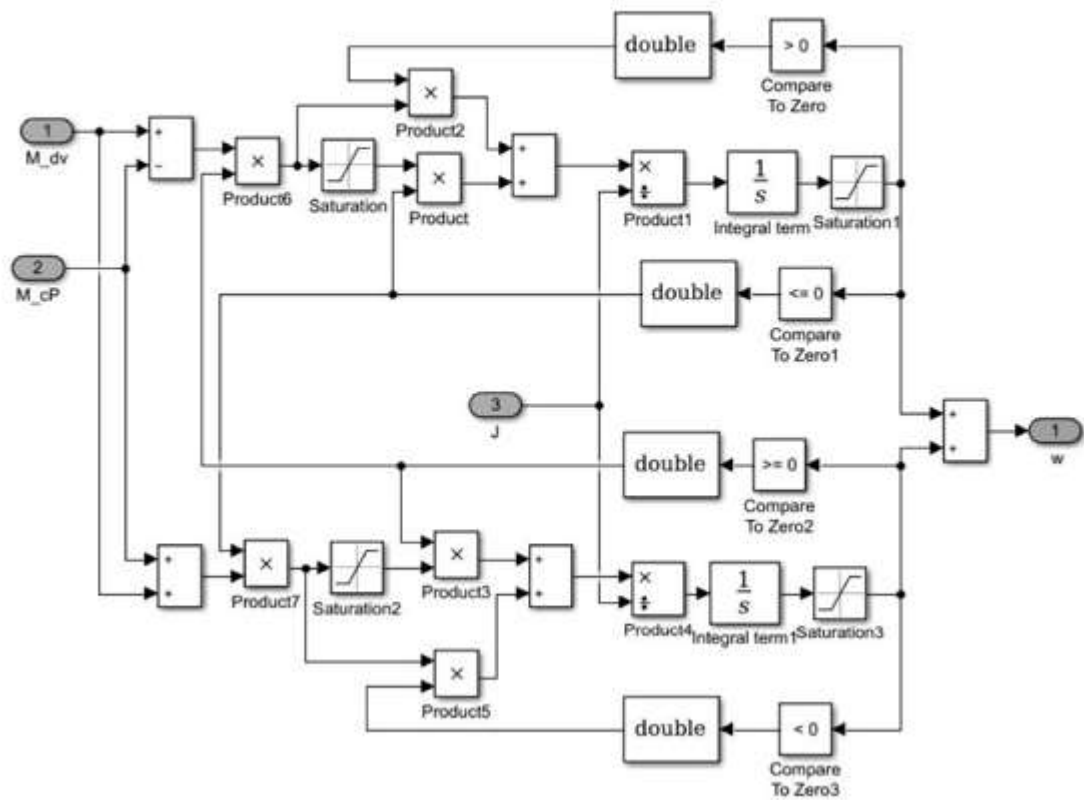 double
> 0
Compare
To Zero
×
Product2
1
M_dv
+
−
×
Product6
Saturation
×
Product
+
+
×
÷
Product1
1
s
Integral term
Saturation1
2
M_cP
double
<= 0
Compare
To Zero1
3
J
+
+
1
w
double
>= 0
Compare
To Zero2
+
+
×
Product7
Saturation2
×
Product3
+
+
×
÷
Product4
1
s
Integral term1
Saturation3
×
Product5
double
< 0
Compare
To Zero3